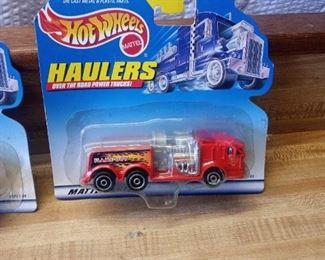 DIE CAST METAL & PLASTIC PARTS.
Hot Wheels
MATTEL
HAULERS
OVER THE ROAD POWER TRUCKS!
MATTEL